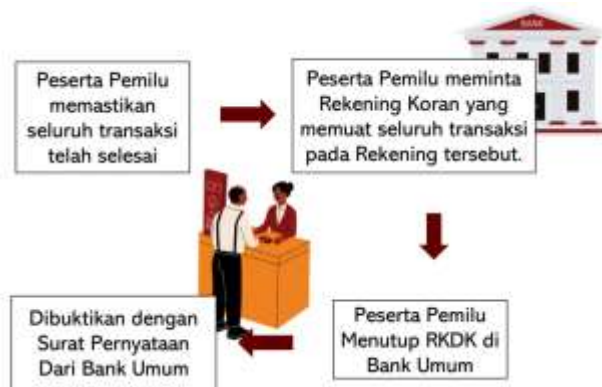 BANK
Peserta Pemilu
memastikan
seluruh transaksi
telah selesai
Peserta Pemilu meminta
Rekening Koran yang
memuat seluruh transaksi
pada Rekening tersebut.
Peserta Pemilu
Menutup RKDK di
Bank Umum
Dibuktikan dengan
Surat Pernyataan
Dari Bank Umum